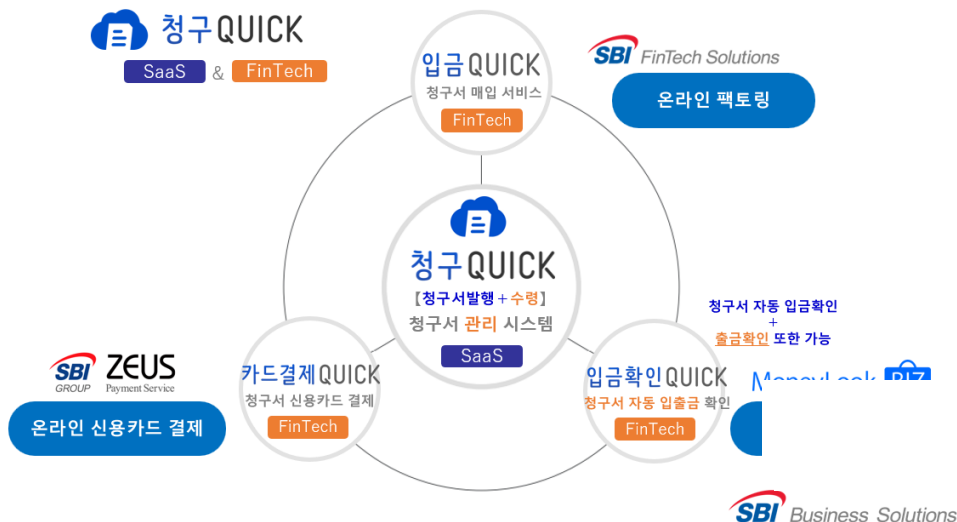 청구QUICK
SaaS & FinTech
입금QUICK
청구서 매입 서비스
FinTech
SBI FinTech Solutions
온라인 팩토링
청구QUICK
【청구서발행+수령】
청구서 관리 시스템
SaaS
청구서 자동 입금확인
+
출금확인 또한 가능
SBI GROUP
ZEUS
Payment Service
온라인 신용카드 결제
카드결제QUICK
청구서 신용카드 결제
FinTech
입금확인QUICK
청구서 자동 입출금 확인
FinTech
SBI Business Solutions